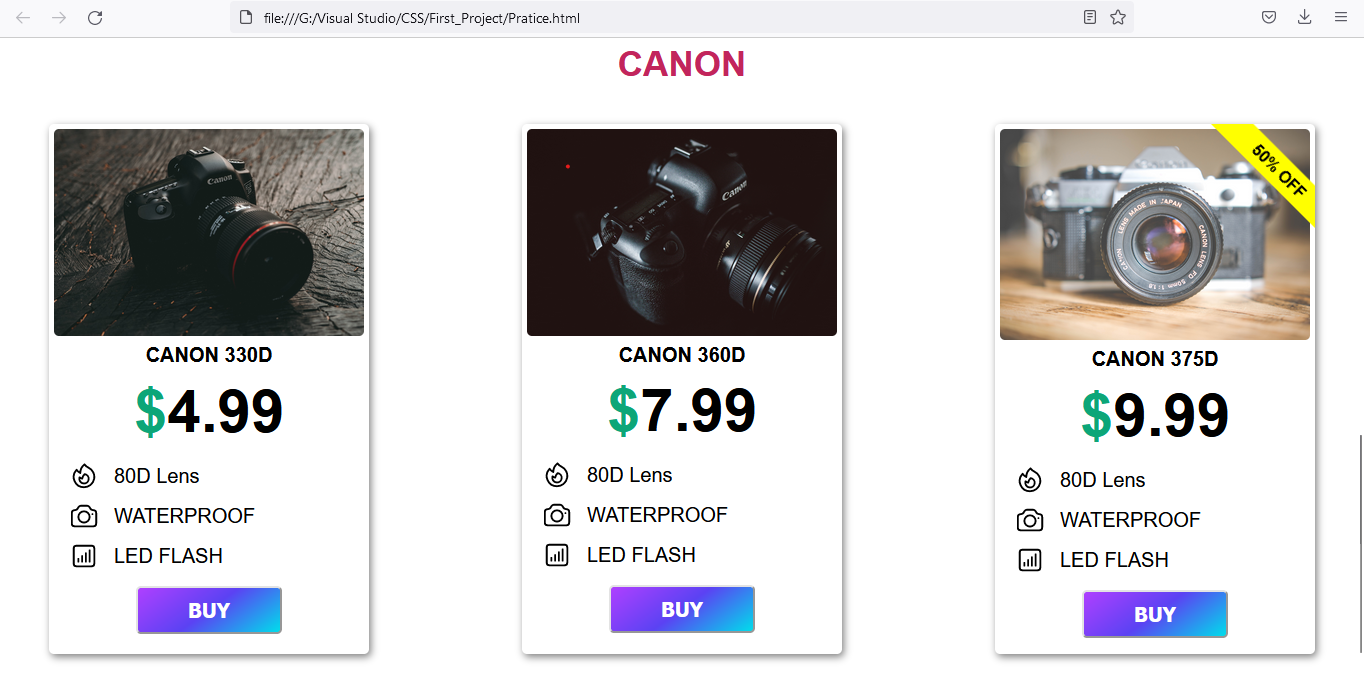 file:///G:/Visual Studio/CSS/First_Project/Pratice.html
CANON
Canon
CANON 330D
$4.99
80D Lens
WATERPROOF
LED FLASH
BUY
Canon
CANON 360D
$7.99
80D Lens
WATERPROOF
LED FLASH
BUY
50% OFF
LENS MADE IN JAPAN
CANON LENS FD 50mm 1:1.8
CANON 375D
$9.99
80D Lens
WATERPROOF
LED FLASH
BUY